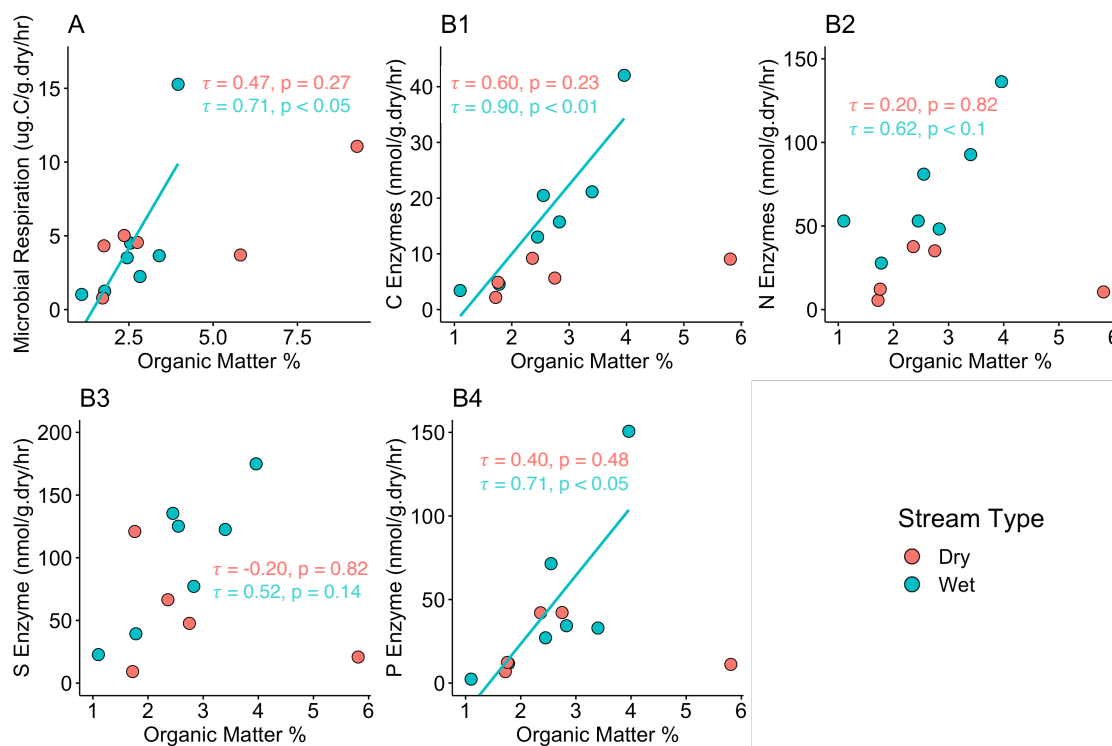 A
Microbial Respiration (ug.C/g.dry/hr)
15
10
5
0
τ = 0.47, p = 0.27
τ = 0.71, p < 0.05
2.5
5.0
7.5
Organic Matter %
B1
C Enzymes (nmol/g.dry/hr)
40
30
20
10
0
τ = 0.60, p = 0.23
τ = 0.90, p < 0.01
1
2
3
4
5
6
Organic Matter %
B2
N Enzymes (nmol/g.dry/hr)
150
100
50
0
τ = 0.20, p = 0.82
τ = 0.62, p < 0.1
1
2
3
4
5
6
Organic Matter %
B3
S Enzyme (nmol/g.dry/hr)
200
150
100
50
0
τ = -0.20, p = 0.82
τ = 0.52, p = 0.14
1
2
3
4
5
6
Organic Matter %
B4
P Enzyme (nmol/g.dry/hr)
150
100
50
0
τ = 0.40, p = 0.48
τ = 0.71, p < 0.05
1
2
3
4
5
6
Organic Matter %
Stream Type
Dry
Wet